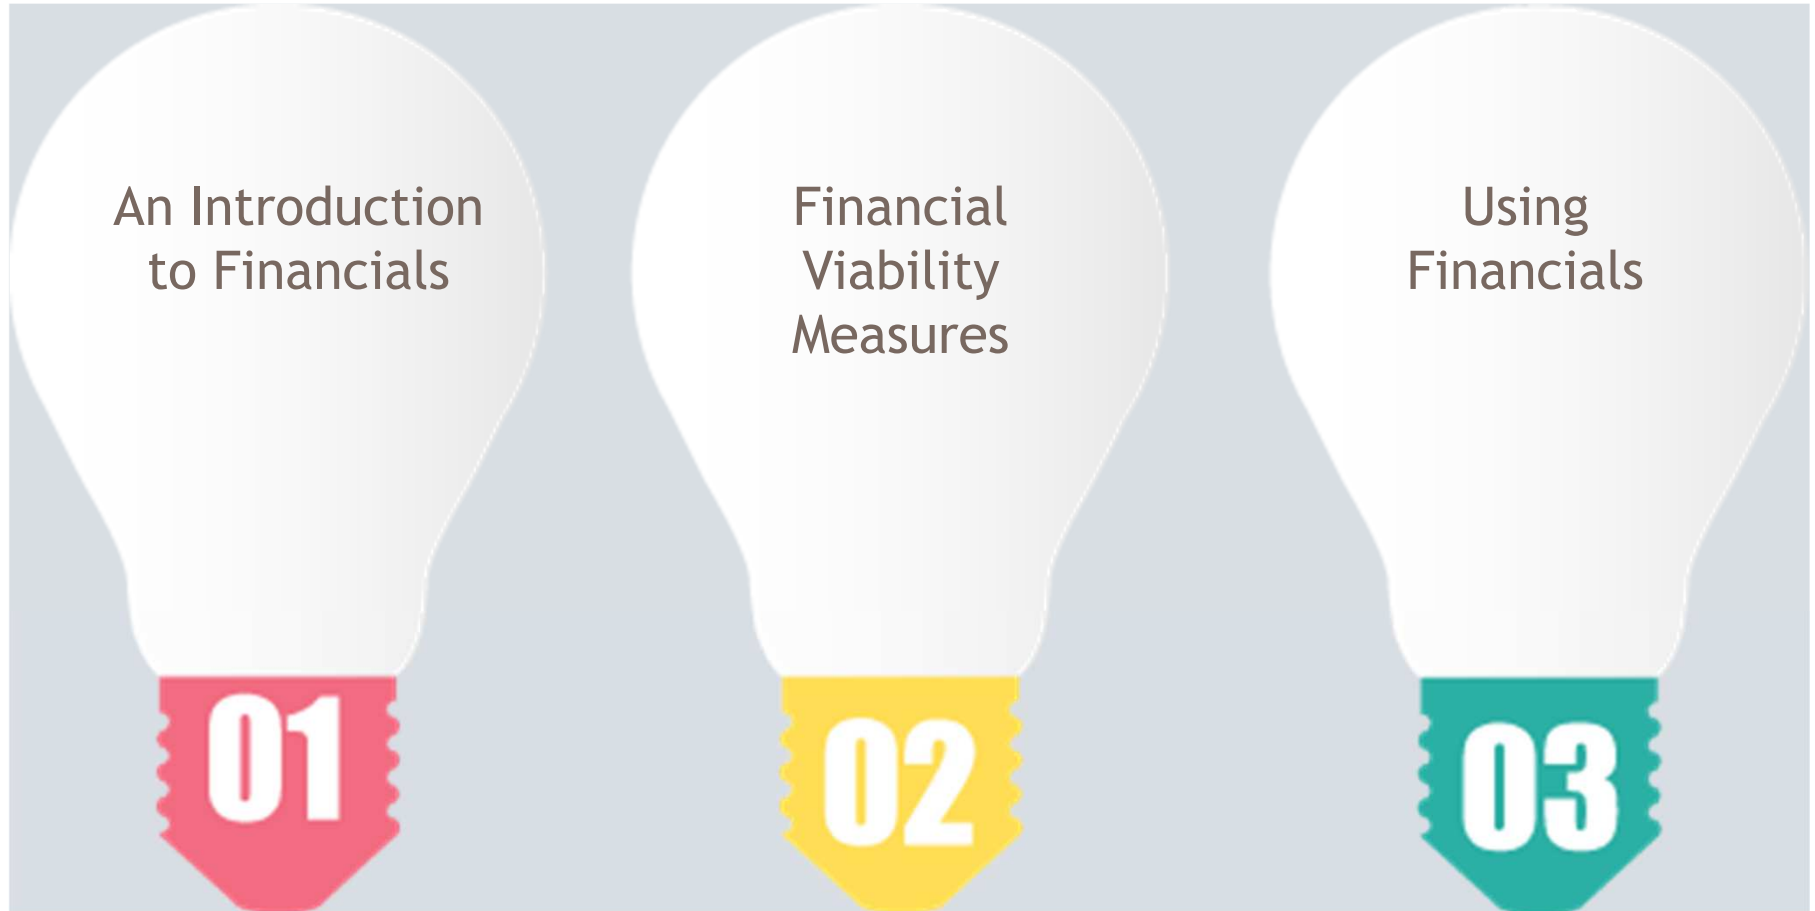 An Introduction
to Financials
01
Financial
Viability
Measures
02
Using
Financials
03